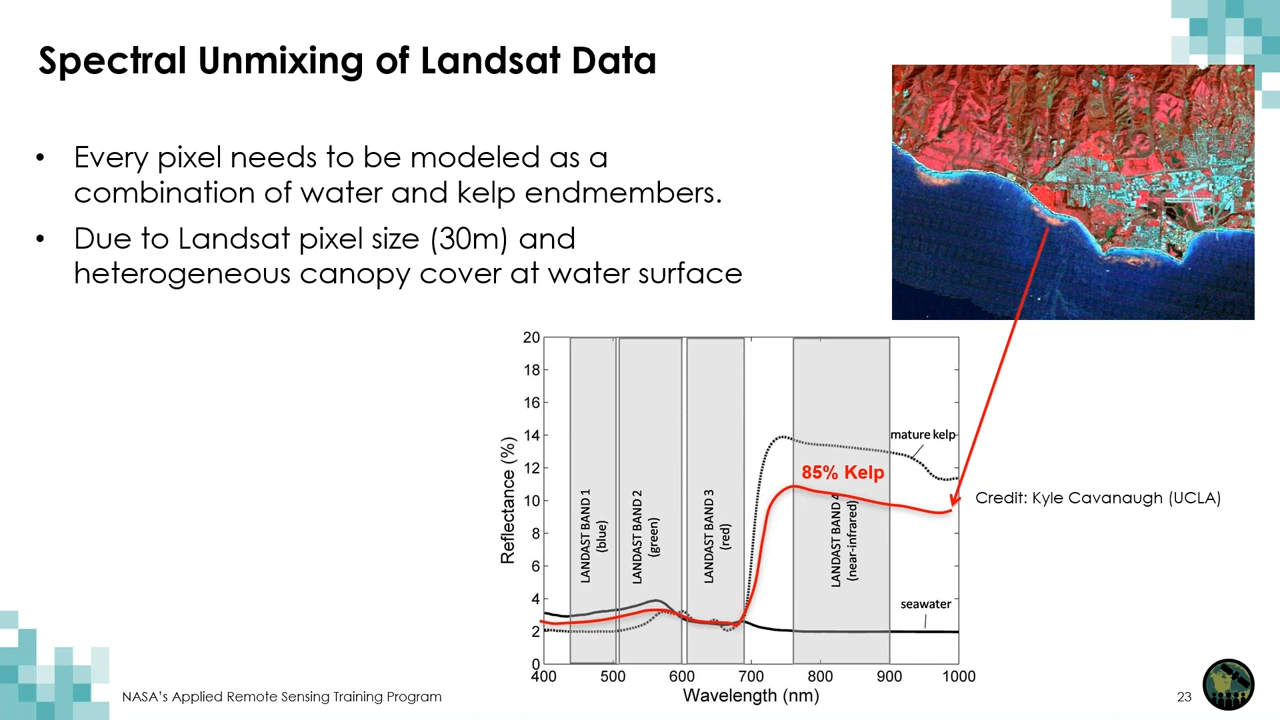 Spectral Unmixing of Landsat Data
• Every pixel needs to be modeled as a
combination of water and kelp endmembers.
• Due to Landsat pixel size (30m) and
heterogeneous canopy cover at water surface
20
18
16
14
12
10
8
6
4
2
0
Reflectance (%)
LANDAST BAND 1
(blue)
LANDAST BAND 2
(green)
LANDAST BAND 3
(red)
LANDAST BAND 4
(near-infrared)
mature kelp
85% Kelp
seawater
400 500 600 700 800 900 1000
Wavelength (nm)
Credit: Kyle Cavanaugh (UCLA)
NASA's Applied Remote Sensing Training Program
23